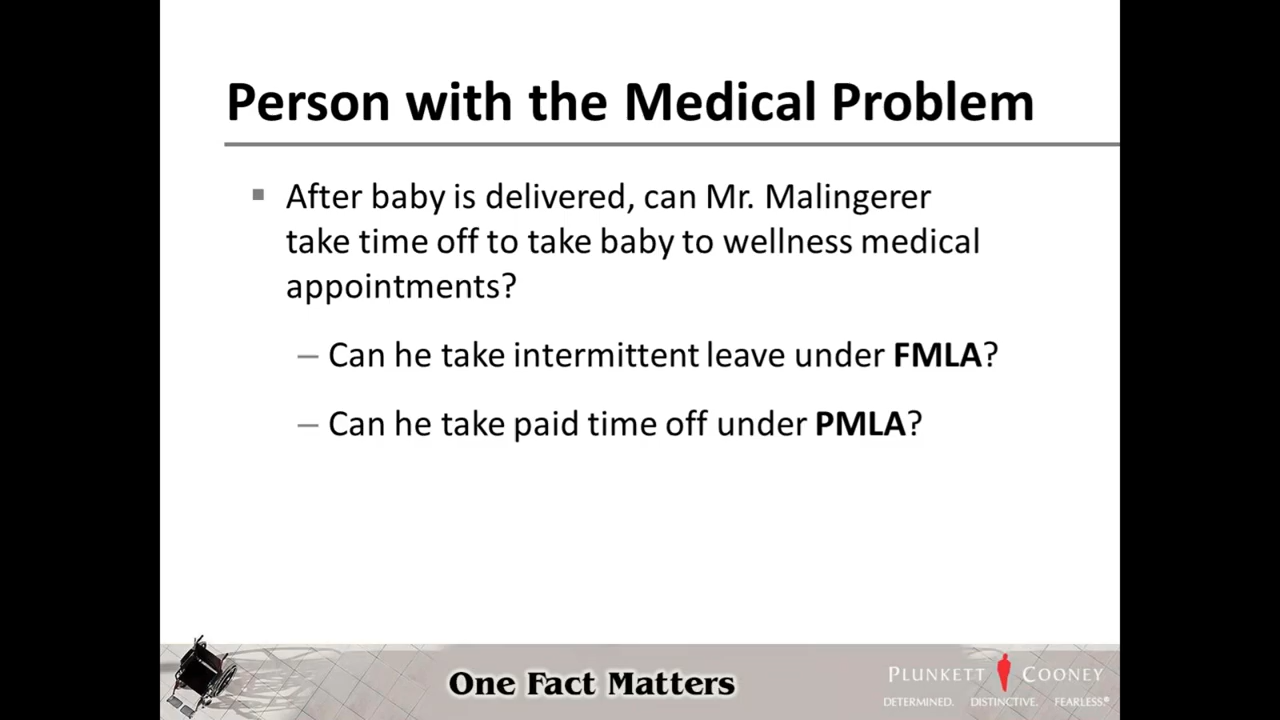 Person with the Medical Problem
▪ After baby is delivered, can Mr. Malingerer
take time off to take baby to wellness medical
appointments?
– Can he take intermittent leave under FMLA?
– Can he take paid time off under PMLA?
One Fact Matters
PLUNKETT COONEY
DETERMINED. DISTINCTIVE. FEARLESS.®